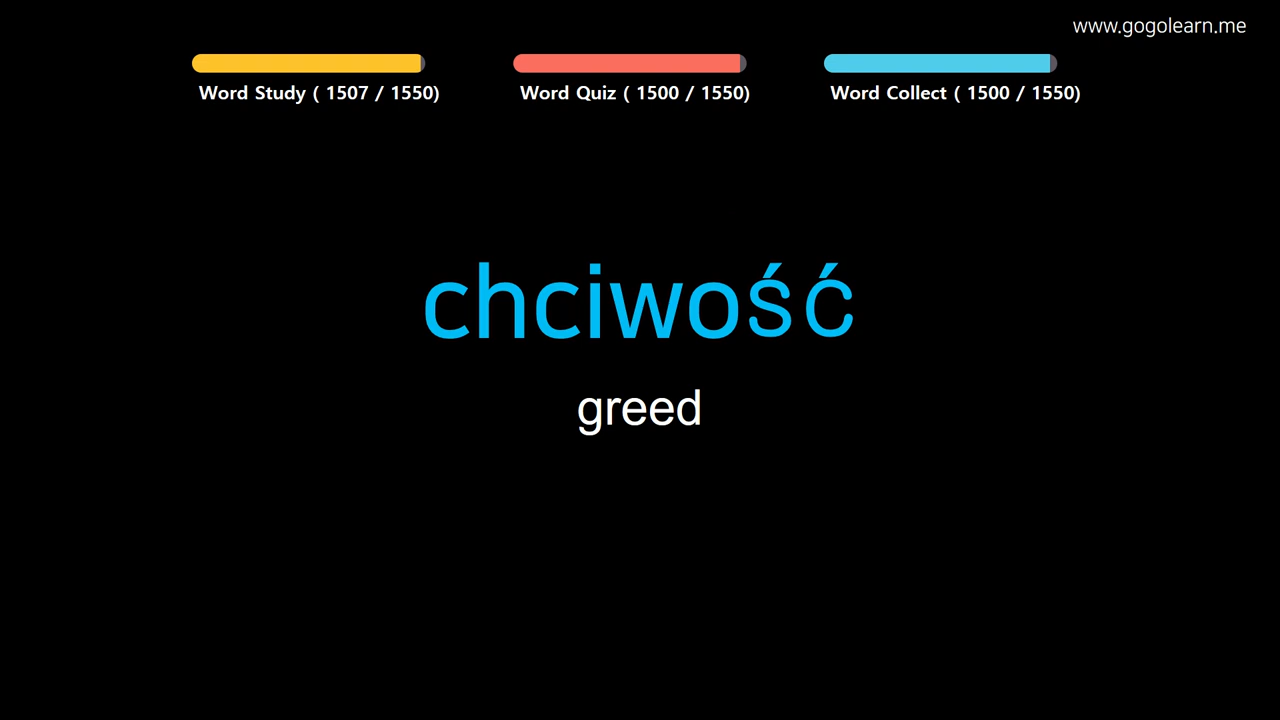 www.gogolearn.me
Word Study ( 1507 / 1550)
Word Quiz ( 1500 / 1550)
Word Collect ( 1500 / 1550)
chciwość
greed